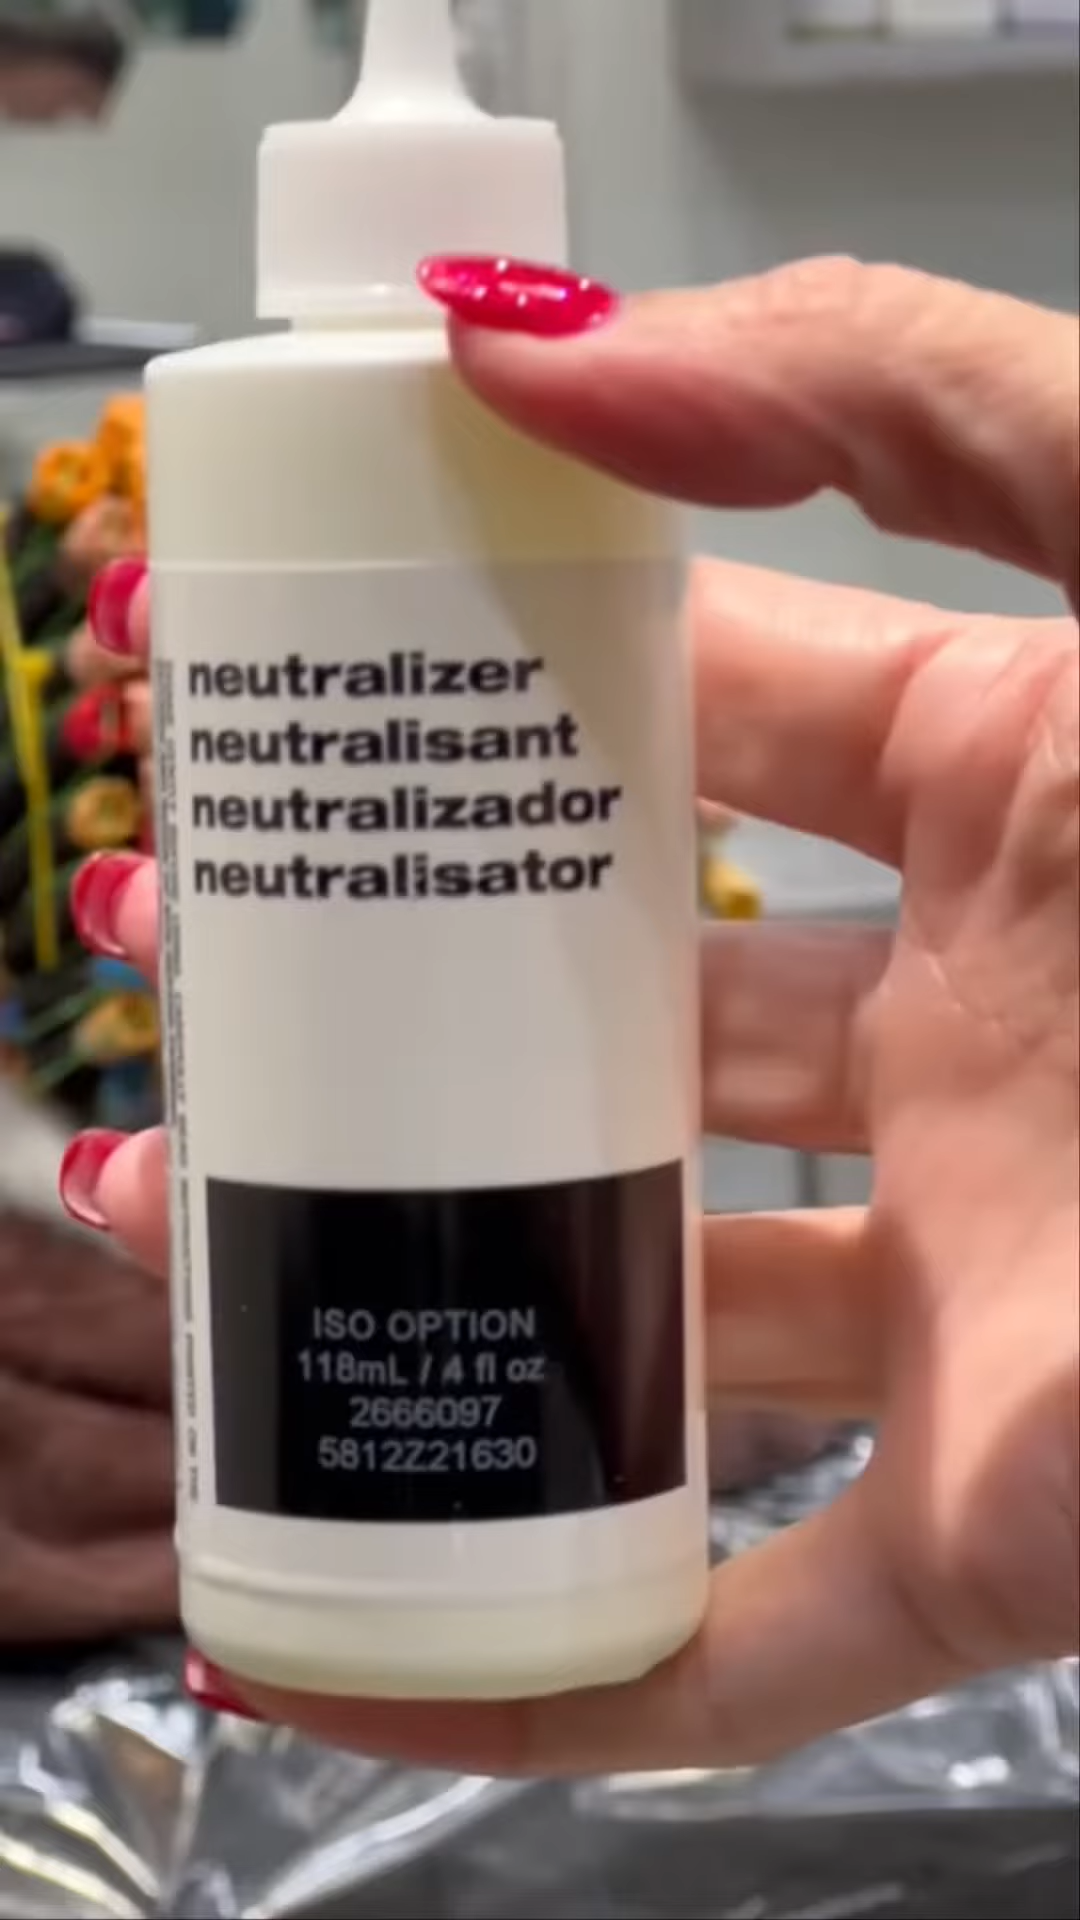 neutralizer
neutralisant
neutralizador
neutralisator
ISO OPTION
118mL / 4 fl oz
2666097
5812Z21630